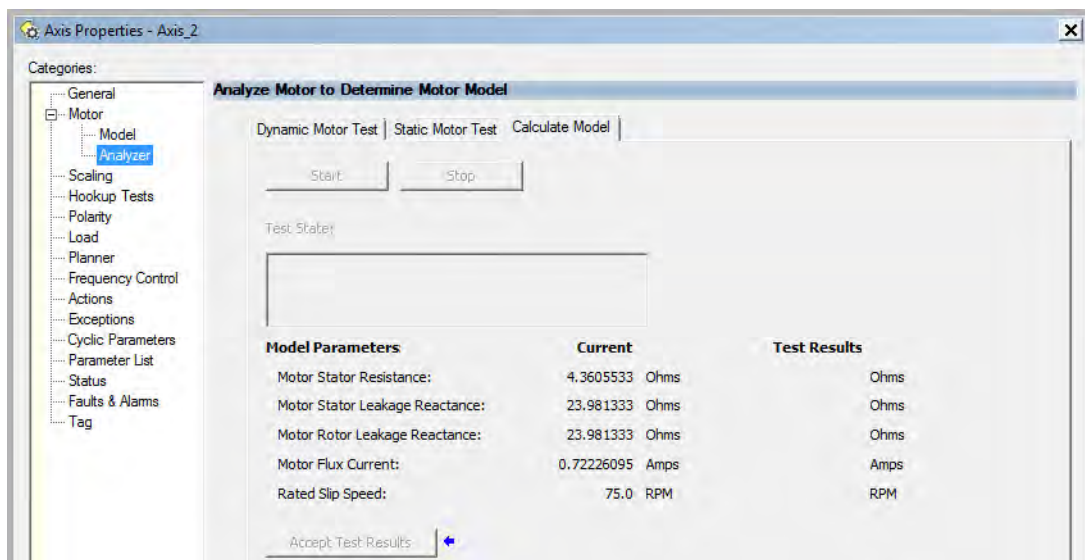 Axis Properties - Axis_2
Categories:
General
Motor
Model
Analyzer
Scaling
Hookup Tests
Polarity
Load
Planner
Frequency Control
Actions
Exceptions
Cyclic Parameters
Parameter List
Status
Faults & Alarms
Tag
Analyze Motor to Determine Motor Model
Dynamic Motor Test Static Motor Test Calculate Model
Start Stop
Test State:
Model Parameters Current Test Results
Motor Stator Resistance: 4.3605533 Ohms Ohms
Motor Stator Leakage Reactance: 23.981333 Ohms Ohms
Motor Rotor Leakage Reactance: 23.981333 Ohms Ohms
Motor Flux Current: 0.72226095 Amps Amps
Rated Slip Speed: 75.0 RPM RPM
Accept Test Results